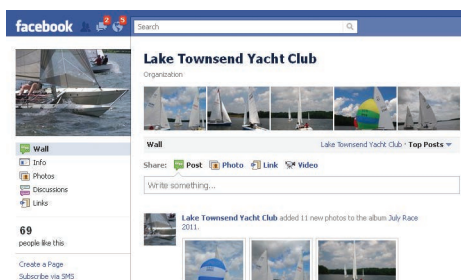 facebook
2 5
Search
Lake Townsend Yacht Club
Organization
Wall
Info
Photos
Discussions
Links
69
people like this
Create a Page
Subscribe via SMS
Wall
Lake Townsend Yacht Club · Top Posts
Share: Post Photo Link Video
Write something...
Lake Townsend Yacht Club added 11 new photos to the album July Race
2011.